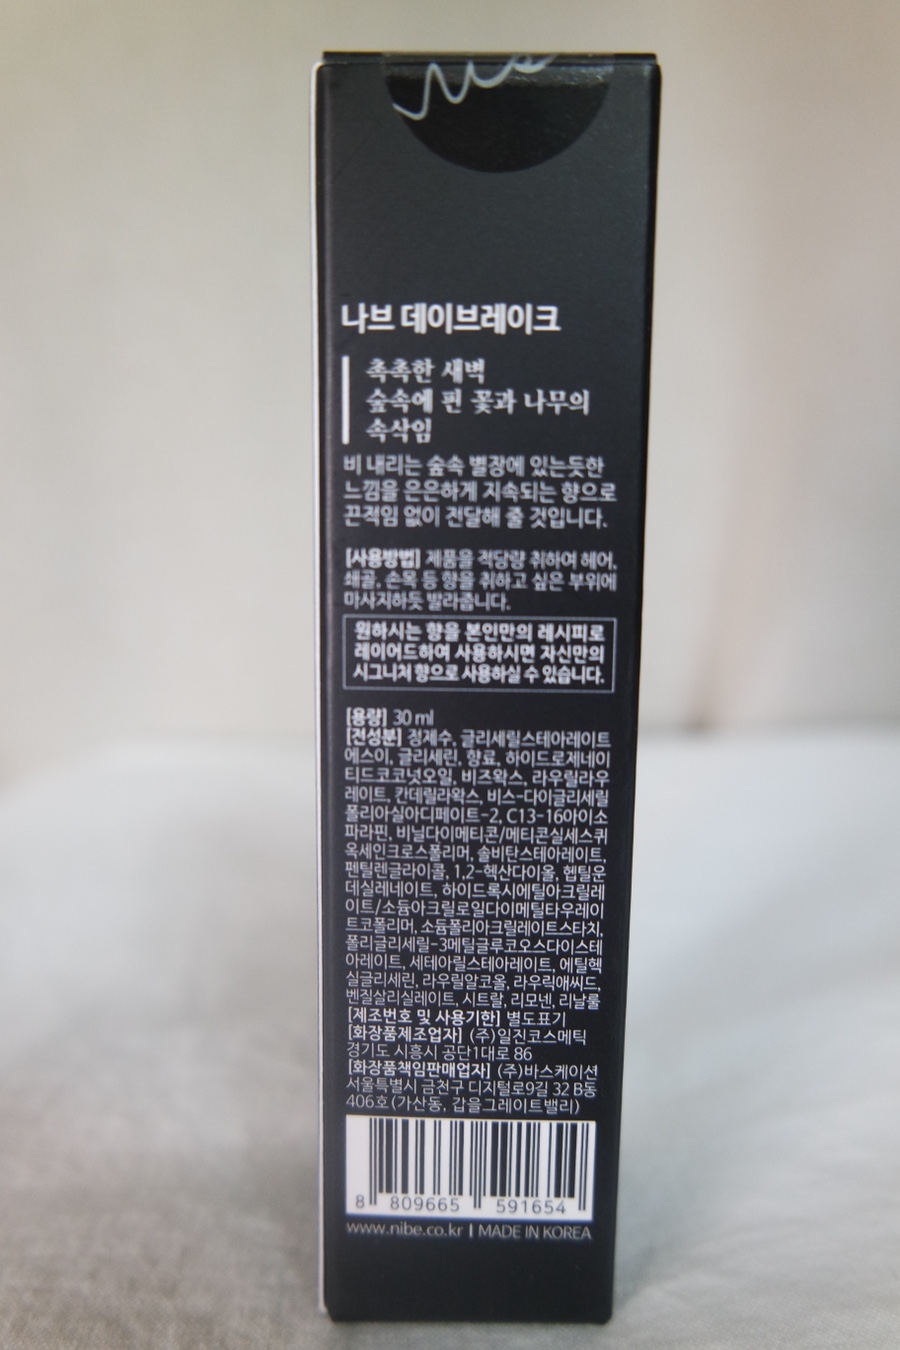 나브 데이브레이크
촉촉한 새벽
숲속에 핀 꽃과 나무의
속삭임
비 내리는 숲속 별장에 있는듯한
느낌을 은은하게 지속되는 향으로
끈적임 없이 전달해 줄 것입니다.
[사용방법] 제품을 적당량 취하여 헤어,
쇄골, 손목 등 향을 취하고 싶은 부위에
마사지하듯 발라줍니다.
원하시는 향을 본인만의 레시피로
레이어드하여 사용하시면 자신만의
시그니처 향으로 사용하실 수 있습니다.
[용량] 30 ml
[전성분] 정제수, 글리세릴스테아레이트
에스이, 글리세린, 향료, 하이드로제네이
티드코코넛오일, 비즈왁스, 라우릴라우
레이트, 칸데릴라왁스, 비스-다이글리세릴
폴리아실아디페이트-2, C13-16아이소
파라핀, 비닐다이메티콘/메티콘실세스퀴
옥세인크로스폴리머, 솔비탄스테아레이트,
펜틸렌글라이콜, 1,2-헥산다이올, 헵틸운
데실레네이트, 하이드록시에틸아크릴레
이트/소듐아크릴로일다이메틸타우레이
트코폴리머, 소듐폴리아크릴레이트스타치,
폴리글리세릴-3메틸글루코오스다이스테
아레이트, 세테아릴스테아레이트, 에틸헥
실글리세린, 라우릴알코올, 라우릭애씨드,
벤질살리실레이트, 시트랄, 리모넨, 리날룰
[제조번호 및 사용기한] 별도표기
[화장품제조업자] (주)일진코스메틱
경기도 시흥시 공단1대로 86
[화장품책임판매업자] (주)바스케이션
서울특별시 금천구 디지털로9길 32 B동
406호(가산동, 갑을그레이트밸리)
8 809665 591654
www.nibe.co.kr | MADE IN KOREA